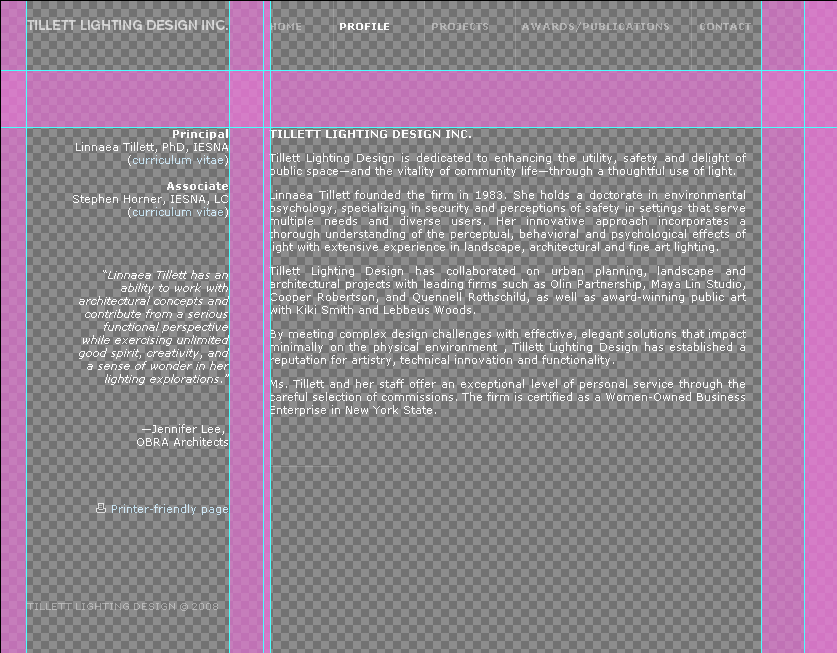 TILLETT LIGHTING DESIGN INC.
HOME PROFILE PROJECTS AWARDS/PUBLICATIONS CONTACT
Principal
Linnaea Tillett, PhD, IESNA
(curriculum vitae)
Associate
Stephen Horner, IESNA, LC
(curriculum vitae)
“Linnaea Tillett has an
ability to work with
architectural concepts and
contribute from a serious
functional perspective
while exercising unlimited
good spirit, creativity, and
a sense of wonder in her
lighting explorations.”
—Jennifer Lee,
OBRA Architects
Printer-friendly page
TILLETT LIGHTING DESIGN © 2008
TILLETT LIGHTING DESIGN INC.
Tillett Lighting Design is dedicated to enhancing the utility, safety and delight of
public space—and the vitality of community life—through a thoughtful use of light.
Linnaea Tillett founded the firm in 1983. She holds a doctorate in environmental
psychology, specializing in security and perceptions of safety in settings that serve
multiple needs and diverse users. Her innovative approach incorporates a
thorough understanding of the perceptual, behavioral and psychological effects of
light with extensive experience in landscape, architectural and fine art lighting.
Tillett Lighting Design has collaborated on urban planning, landscape and
architectural projects with leading firms such as Olin Partnership, Maya Lin Studio,
Cooper Robertson, and Quennell Rothschild, as well as award-winning public art
with Kiki Smith and Lebbeus Woods.
By meeting complex design challenges with effective, elegant solutions that impact
minimally on the physical environment , Tillett Lighting Design has established a
reputation for artistry, technical innovation and functionality.
Ms. Tillett and her staff offer an exceptional level of personal service through the
careful selection of commissions. The firm is certified as a Women-Owned Business
Enterprise in New York State.